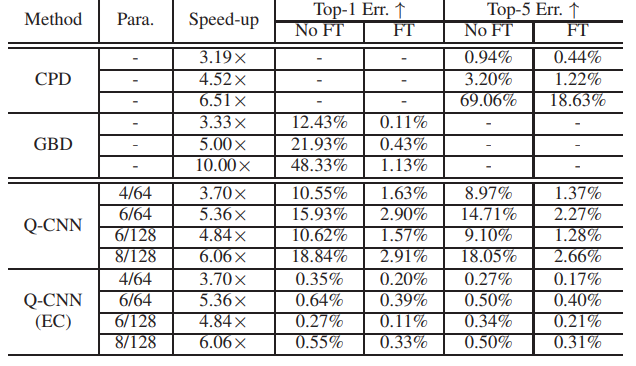 Method Para. Speed-up Top-1 Err. ↑ Top-5 Err. ↑
No FT FT No FT FT
CPD - 3.19× - - 0.94% 0.44%
- 4.52× - - 3.20% 1.22%
- 6.51× - - 69.06% 18.63%
GBD - 3.33× 12.43% 0.11% - -
- 5.00× 21.93% 0.43% - -
- 10.00× 48.33% 1.13% - -
Q-CNN 4/64 3.70× 10.55% 1.63% 8.97% 1.37%
6/64 5.36× 15.93% 2.90% 14.71% 2.27%
6/128 4.84× 10.62% 1.57% 9.10% 1.28%
8/128 6.06× 18.84% 2.91% 18.05% 2.66%
Q-CNN (EC) 4/64 3.70× 0.35% 0.20% 0.27% 0.17%
6/64 5.36× 0.64% 0.39% 0.50% 0.40%
6/128 4.84× 0.27% 0.11% 0.34% 0.21%
8/128 6.06× 0.55% 0.33% 0.50% 0.31%